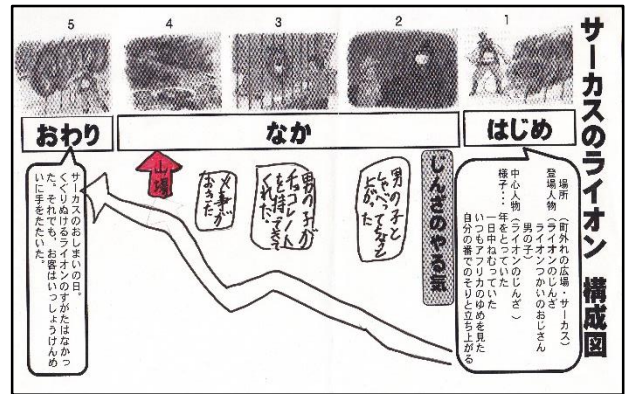 サーカスのライオン 構成図
1
2
3
4
5
はじめ
なか
おわり
場所 (町外れの広場・サーカス)
登場人物(ライオンのじんざ
ライオンつかいのおじさん
男の子)
中心人物(ライオンのじんざ )
様子・・・年をとっていた
一日中ねむっていた
いつもアフリカのゆめを見た
自分の番でのそりと立ち上がる
じんざのやる気
男の子と
しゃべって
上がった。
男の子が
チョコレートを
を持ってきて
くれた。
火事が
おきた
山場
サーカスのおしまいの日。
くぐりぬけるライオンのすがたはなかっ
た。それでも、お客はいっしょうけんめ
いに手をたたいた。